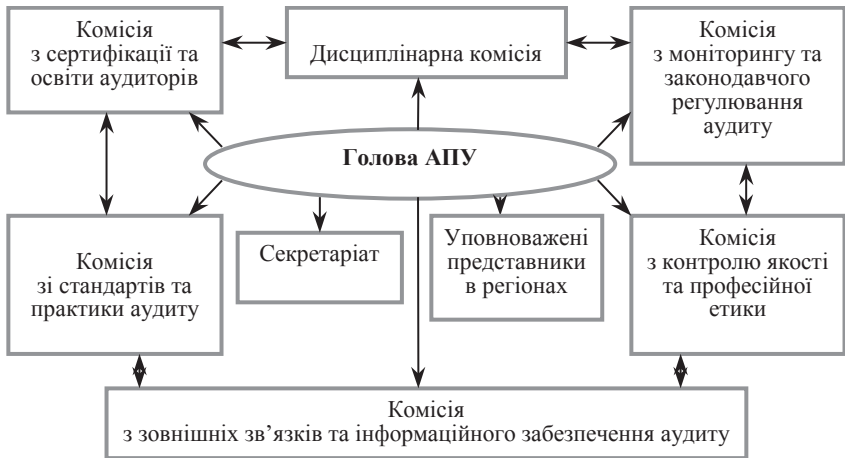 Комісія
з сертифікації та
освіти аудиторів
Дисциплінарна комісія
Комісія
з моніторингу та
законодавчого
регулювання
аудиту
Голова АПУ
Комісія
зі стандартів та
практики аудиту
Секретаріат
Уповноважені
представники
в регіонах
Комісія
з контролю якості
та професійної
етики
Комісія
з зовнішніх зв’язків та інформаційного забезпечення аудиту